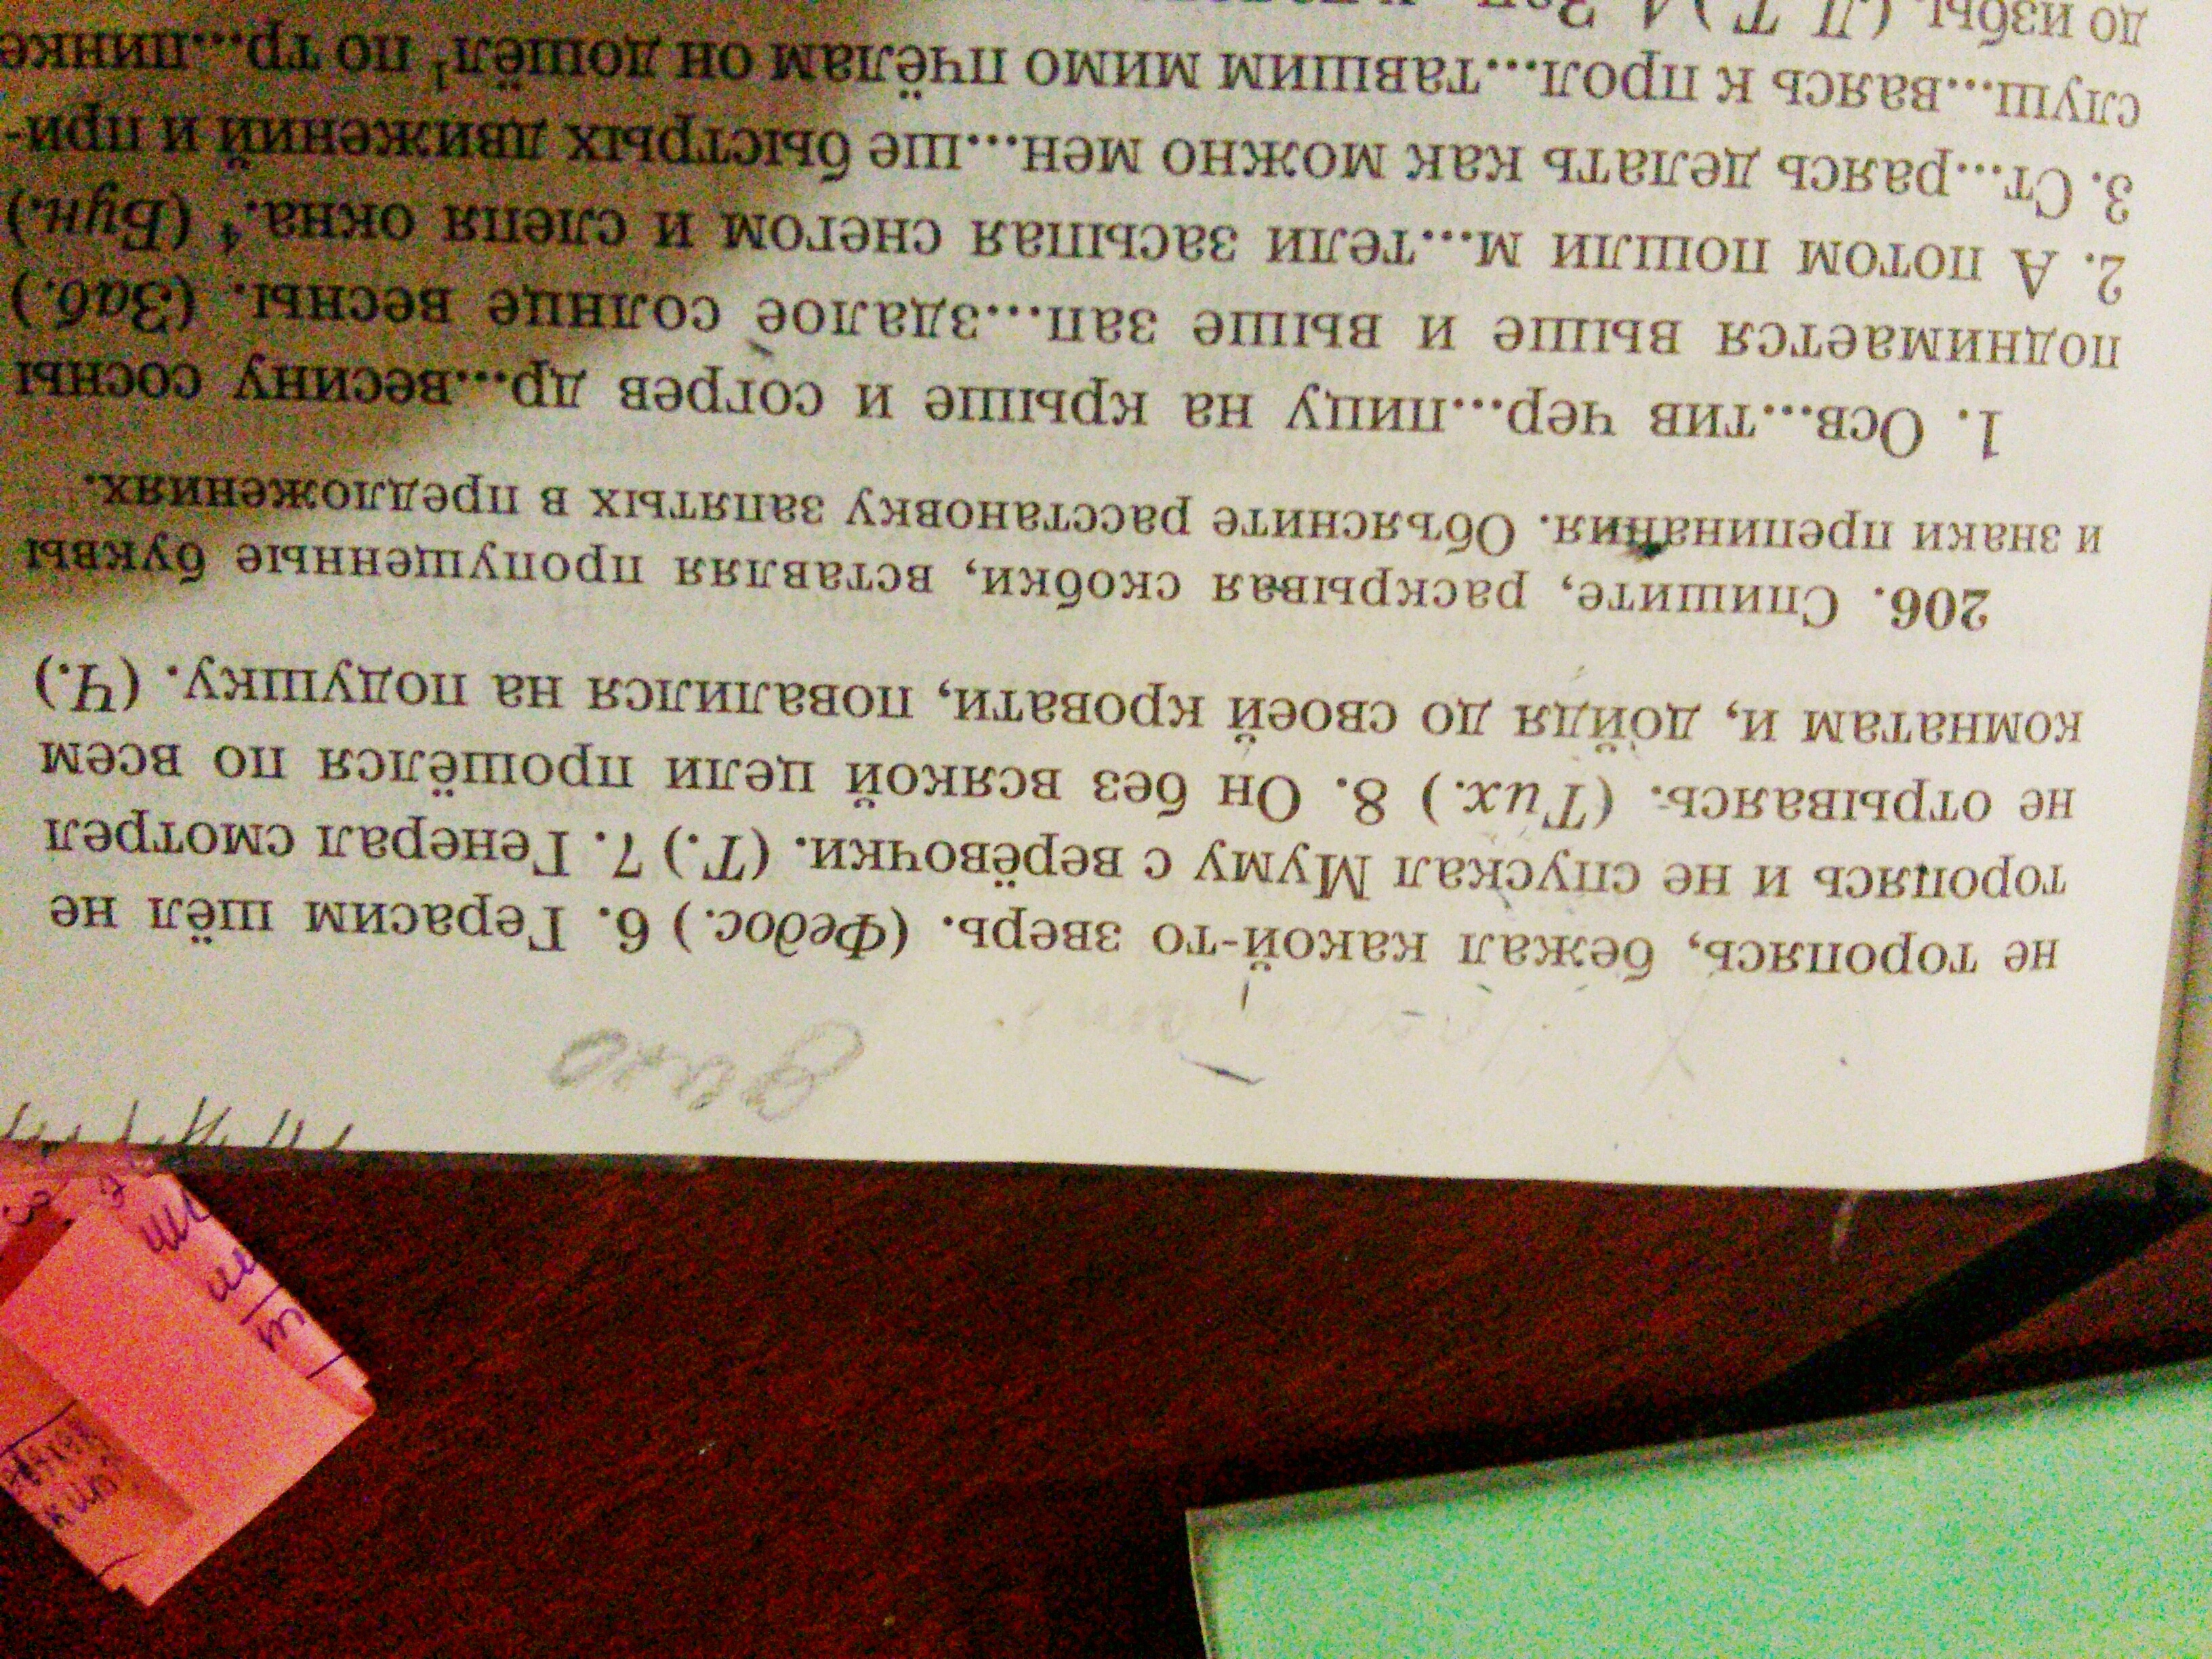 не торопясь, бежал какой-то зверь. (Федос.) 6. Герасим шёл не
торопясь и не спускал Муму с верёвочки. (Т.) 7. Генерал смотрел
не отрываясь. (Тих.) 8. Он без всякой цели прошёлся по всем
комнатам и, дойдя до своей кровати, повалился на подушку. (Ч.)
206. Спишите, раскрывая скобки, вставляя пропущенные буквы
и знаки препинания. Объясните расстановку запятых в предложениях.
1. Осв...тив чер...пицу на крыше и согрев др...весину сосны
поднимается выше и выше зап...здалое солнце весны. (Заб.)
2. А потом пошли м...тели засыпая снегом и слепя окна.⁴ (Бун.)
3. Ст...раясь делать как можно мен...ше быстрых движений и при-
слуш...ваясь к прол...тавшим мимо пчёлам он дошёл¹ по тр...пинке
до избы. (Л. Т.) 4.